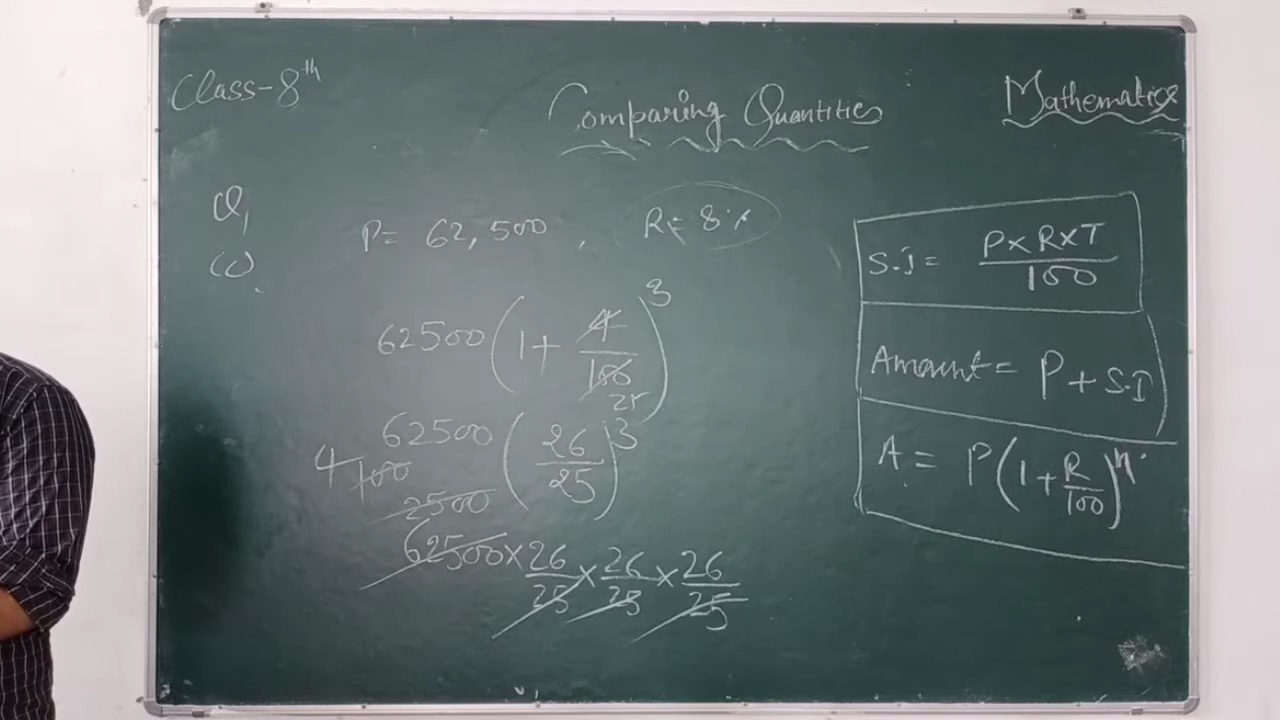 Class-8th
Comparing Quantities
Mathematics
Q1
(c)
P= 62,500 , R= 8%
62500(1+ 4/100)^3
25
62500(26/25)^3
4 100
2500
62500×26/25×26/25×26/25
S.I= P×R×T/100
Amount= P+S.I
A= P(1+R/100)^n